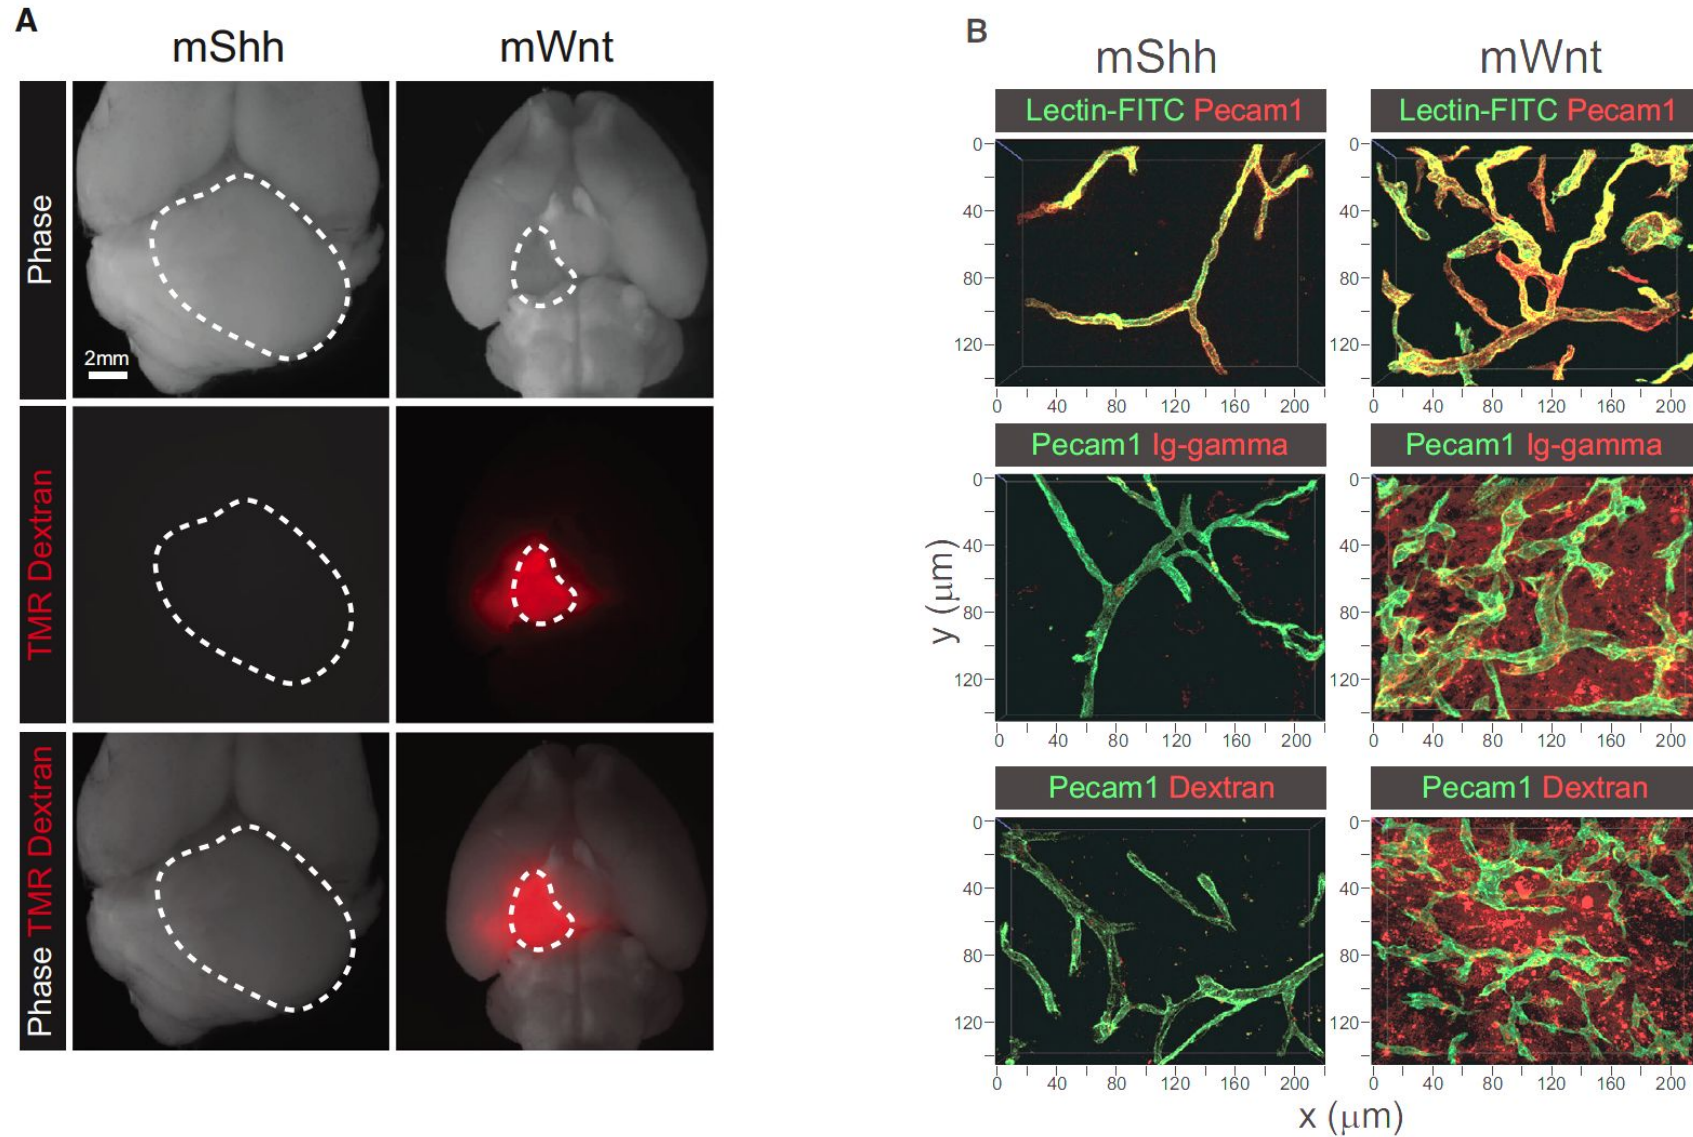 A
mShh mWnt
Phase
2mm
TMR Dextran
Phase TMR Dextran
B
mShh mWnt
Lectin-FITC Pecam1 Lectin-FITC Pecam1
0 0
40 40
80 80
120 120
0 40 80 120 160 200 0 40 80 120 160 200
Pecam1 Ig-gamma Pecam1 Ig-gamma
0 0
40 40
80 80
120 120
0 40 80 120 160 200 0 40 80 120 160 200
y (μm)
Pecam1 Dextran Pecam1 Dextran
0 0
40 40
80 80
120 120
0 40 80 120 160 200 0 40 80 120 160 200
x (μm)